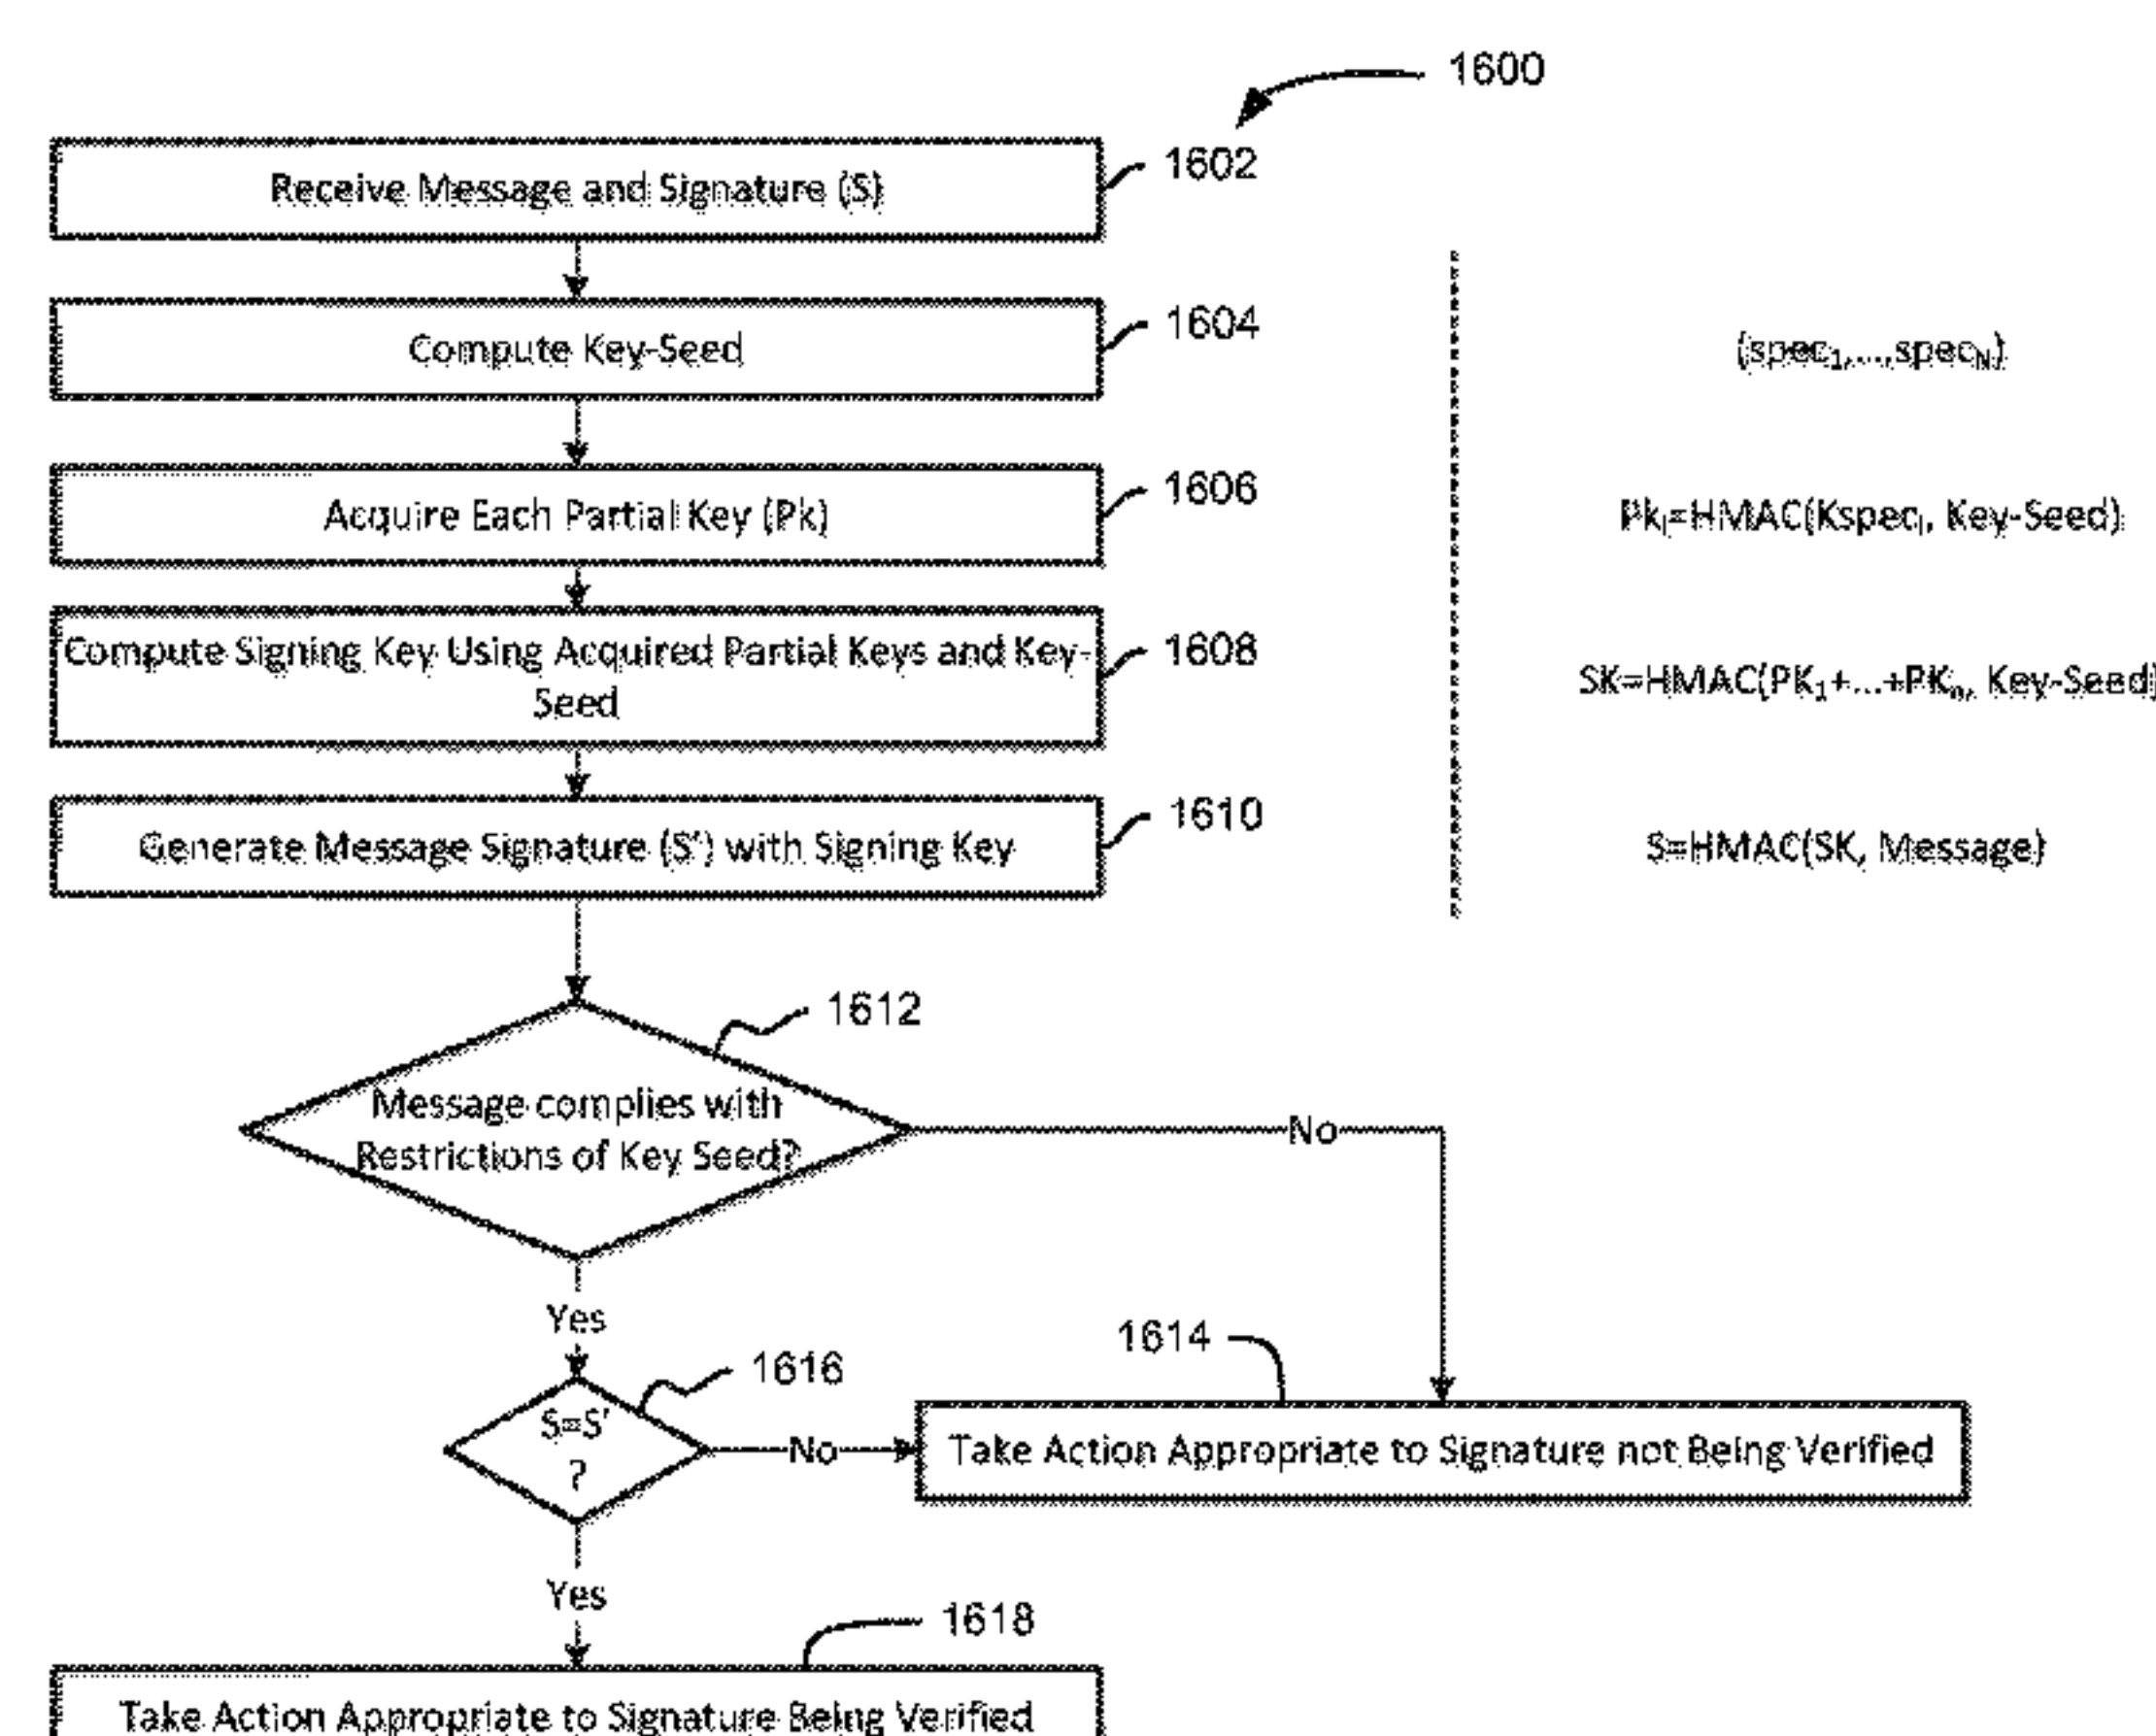 1600
Receive Message and Signature (S)
1602
Compute Key-Seed
1604
(spec₁,...,specN)
Acquire Each Partial Key (Pk)
1606
Pkᵢ=HMAC(Kspecᵢ, Key-Seed)
Compute Signing Key Using Acquired Partial Keys and Key-
Seed
1608
SK=HMAC(PK₁+...+PKₙ, Key-Seed)
Generate Message Signature (S') with Signing Key
1610
S=HMAC(SK, Message)
1612
Message complies with
Restrictions of Key Seed?
No
Yes
1614
1616
S=S'
?
No
Take Action Appropriate to Signature not Being Verified
Yes
1618
Take Action Appropriate to Signature Being Verified